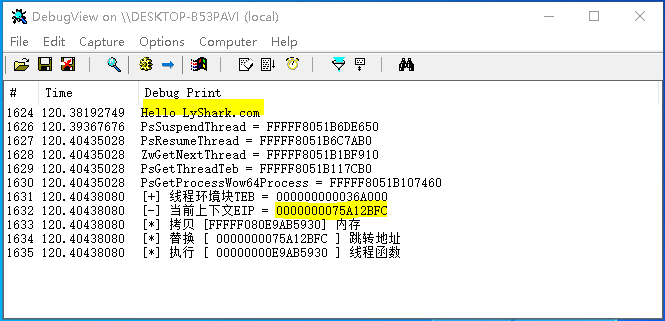 DebugView on \\DESKTOP-B53PAVI (local)
File Edit Capture Options Computer Help
# Time Debug Print
1624 120.38192749 Hello LyShark.com
1626 120.39367676 PsSuspendThread = FFFFF8051B6DE650
1627 120.40435028 PsResumeThread = FFFFF8051B6C7AB0
1628 120.40435028 ZwGetNextThread = FFFFF8051B1BF910
1629 120.40435028 PsGetThreadTeb = FFFFF8051B117CB0
1630 120.40435028 PsGetProcessWow64Process = FFFFF8051B107460
1631 120.40438080 [+] 线程环境块TEB = 000000000036A000
1632 120.40438080 [-] 当前上下文EIP = 0000000075A12BFC
1633 120.40438080 [*] 拷贝 [FFFFF080E9AB5930] 内存
1634 120.40438080 [*] 替换 [ 0000000075A12BFC ] 跳转地址
1635 120.40438080 [*] 执行 [ 00000000E9AB5910 ] 线程函数